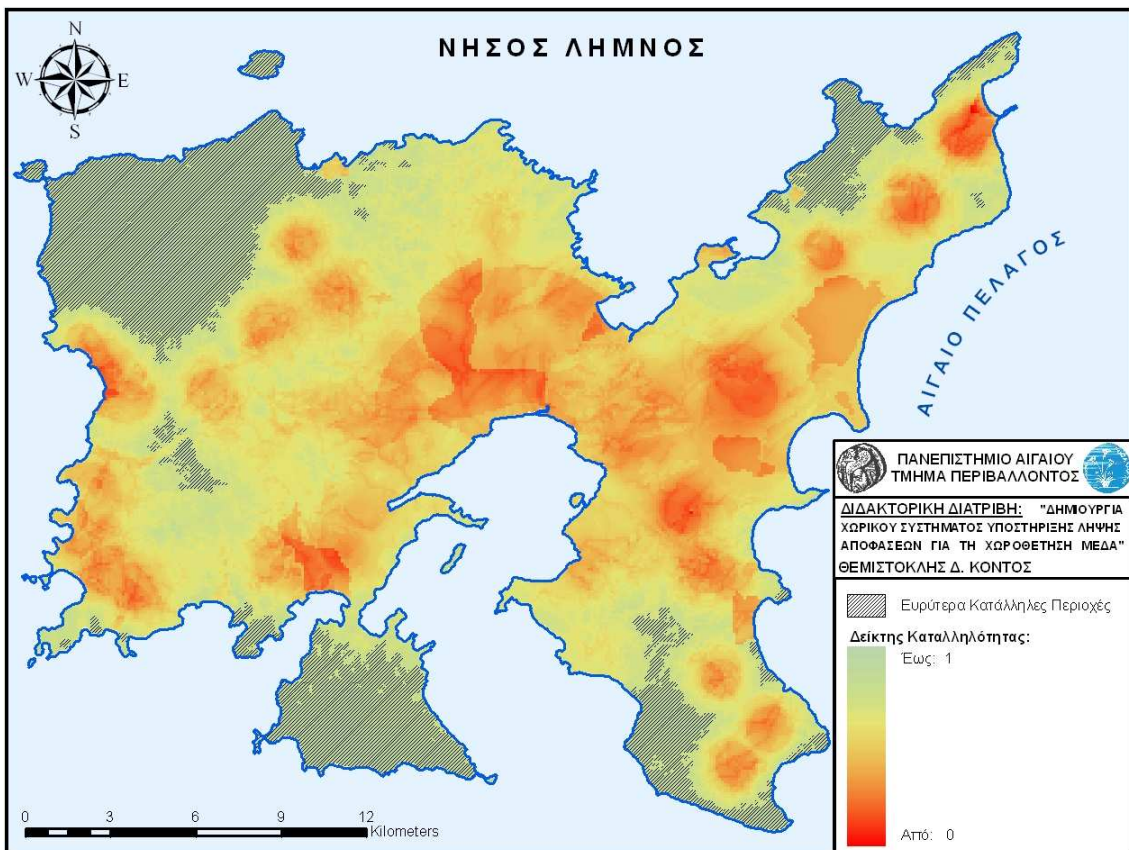 ΝΗΣΟΣ ΛΗΜΝΟΣ
N
W E
S
ΑΙΓΑΙΟ ΠΕΛΑΓΟΣ
ΠΑΝΕΠΙΣΤΗΜΙΟ ΑΙΓΑΙΟΥ
ΤΜΗΜΑ ΠΕΡΙΒΑΛΛΟΝΤΟΣ
ΔΙΔΑΚΤΟΡΙΚΗ ΔΙΑΤΡΙΒΗ: "ΔΗΜΙΟΥΡΓΙΑ
ΧΩΡΙΚΟΥ ΣΥΣΤΗΜΑΤΟΣ ΥΠΟΣΤΗΡΙΞΗΣ ΛΗΨΗΣ
ΑΠΟΦΑΣΕΩΝ ΓΙΑ ΤΗ ΧΩΡΟΘΕΤΗΣΗ ΜΕΔΑ"
ΘΕΜΙΣΤΟΚΛΗΣ Δ. ΚΟΝΤΟΣ
Ευρύτερα Κατάλληλες Περιοχές
Δείκτης Καταλληλότητας:
Έως: 1
Από: 0
0 3 6 9 12
Kilometers